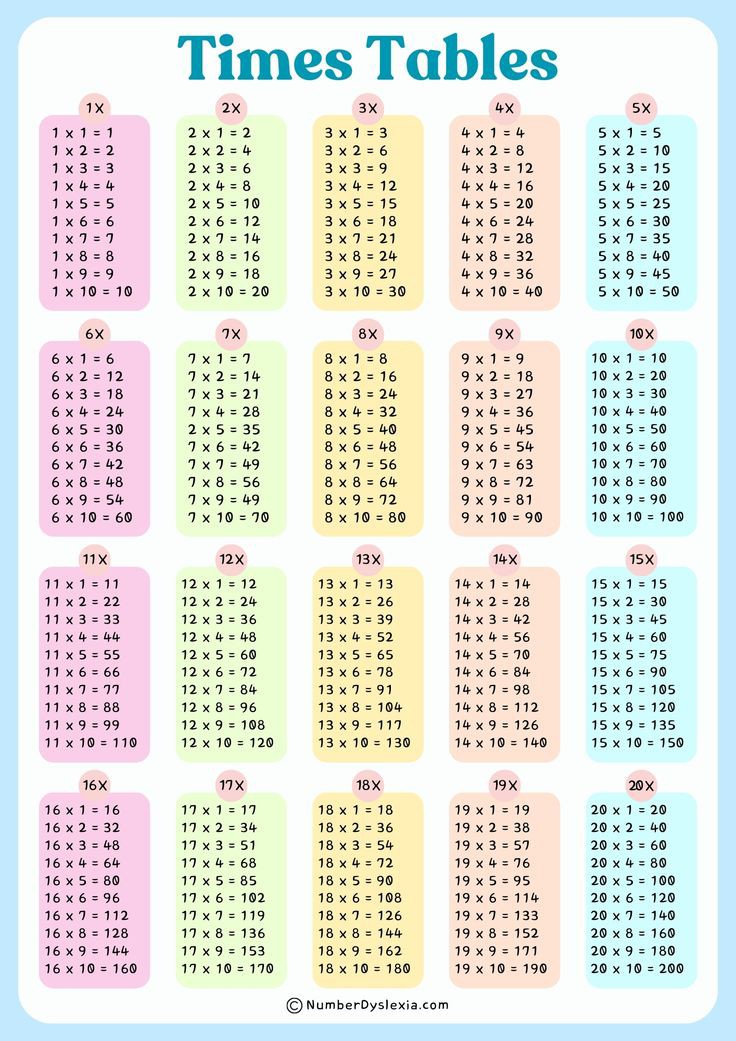 Times Tables
1X
1 x 1 = 1
1 x 2 = 2
1 x 3 = 3
1 x 4 = 4
1 x 5 = 5
1 x 6 = 6
1 x 7 = 7
1 x 8 = 8
1 x 9 = 9
1 x 10 = 10
2X
2 x 1 = 2
2 x 2 = 4
2 x 3 = 6
2 x 4 = 8
2 x 5 = 10
2 x 6 = 12
2 x 7 = 14
2 x 8 = 16
2 x 9 = 18
2 x 10 = 20
3X
3 x 1 = 3
3 x 2 = 6
3 x 3 = 9
3 x 4 = 12
3 x 5 = 15
3 x 6 = 18
3 x 7 = 21
3 x 8 = 24
3 x 9 = 27
3 x 10 = 30
4X
4 x 1 = 4
4 x 2 = 8
4 x 3 = 12
4 x 4 = 16
4 x 5 = 20
4 x 6 = 24
4 x 7 = 28
4 x 8 = 32
4 x 9 = 36
4 x 10 = 40
5X
5 x 1 = 5
5 x 2 = 10
5 x 3 = 15
5 x 4 = 20
5 x 5 = 25
5 x 6 = 30
5 x 7 = 35
5 x 8 = 40
5 x 9 = 45
5 x 10 = 50
6X
6 x 1 = 6
6 x 2 = 12
6 x 3 = 18
6 x 4 = 24
6 x 5 = 30
6 x 6 = 36
6 x 7 = 42
6 x 8 = 48
6 x 9 = 54
6 x 10 = 60
7X
7 x 1 = 7
7 x 2 = 14
7 x 3 = 21
7 x 4 = 28
2 x 5 = 35
7 x 6 = 42
7 x 7 = 49
7 x 8 = 56
7 x 9 = 49
7 x 10 = 70
8X
8 x 1 = 8
8 x 2 = 16
8 x 3 = 24
8 x 4 = 32
8 x 5 = 40
8 x 6 = 48
8 x 7 = 56
8 x 8 = 64
8 x 9 = 72
8 x 10 = 80
9X
9 x 1 = 9
9 x 2 = 18
9 x 3 = 27
9 x 4 = 36
9 x 5 = 45
9 x 6 = 54
9 x 7 = 63
9 x 8 = 72
9 x 9 = 81
9 x 10 = 90
10X
10 x 1 = 10
10 x 2 = 20
10 x 3 = 30
10 x 4 = 40
10 x 5 = 50
10 x 6 = 60
10 x 7 = 70
10 x 8 = 80
10 x 9 = 90
10 x 10 = 100
11X
11 x 1 = 11
11 x 2 = 22
11 x 3 = 33
11 x 4 = 44
11 x 5 = 55
11 x 6 = 66
11 x 7 = 77
11 x 8 = 88
11 x 9 = 99
11 x 10 = 110
12X
12 x 1 = 12
12 x 2 = 24
12 x 3 = 36
12 x 4 = 48
12 x 5 = 60
12 x 6 = 72
12 x 7 = 84
12 x 8 = 96
12 x 9 = 108
12 x 10 = 120
13X
13 x 1 = 13
13 x 2 = 26
13 x 3 = 39
13 x 4 = 52
13 x 5 = 65
13 x 6 = 78
13 x 7 = 91
13 x 8 = 104
13 x 9 = 117
13 x 10 = 130
14X
14 x 1 = 14
14 x 2 = 28
14 x 3 = 42
14 x 4 = 56
14 x 5 = 70
14 x 6 = 84
14 x 7 = 98
14 x 8 = 112
14 x 9 = 126
14 x 10 = 140
15X
15 x 1 = 15
15 x 2 = 30
15 x 3 = 45
15 x 4 = 60
15 x 5 = 75
15 x 6 = 90
15 x 7 = 105
15 x 8 = 120
15 x 9 = 135
15 x 10 = 150
16X
16 x 1 = 16
16 x 2 = 32
16 x 3 = 48
16 x 4 = 64
16 x 5 = 80
16 x 6 = 96
16 x 7 = 112
16 x 8 = 128
16 x 9 = 144
16 x 10 = 160
17X
17 x 1 = 17
17 x 2 = 34
17 x 3 = 51
17 x 4 = 68
17 x 5 = 85
17 x 6 = 102
17 x 7 = 119
17 x 8 = 136
17 x 9 = 153
17 x 10 = 170
18X
18 x 1 = 18
18 x 2 = 36
18 x 3 = 54
18 x 4 = 72
18 x 5 = 90
18 x 6 = 108
18 x 7 = 126
18 x 8 = 144
18 x 9 = 162
18 x 10 = 180
19X
19 x 1 = 19
19 x 2 = 38
19 x 3 = 57
19 x 4 = 76
19 x 5 = 95
19 x 6 = 114
19 x 7 = 133
19 x 8 = 152
19 x 9 = 171
19 x 10 = 190
20X
20 x 1 = 20
20 x 2 = 40
20 x 3 = 60
20 x 4 = 80
20 x 5 = 100
20 x 6 = 120
20 x 7 = 140
20 x 8 = 160
20 x 9 = 180
20 x 10 = 200
© NumberDyslexia.com